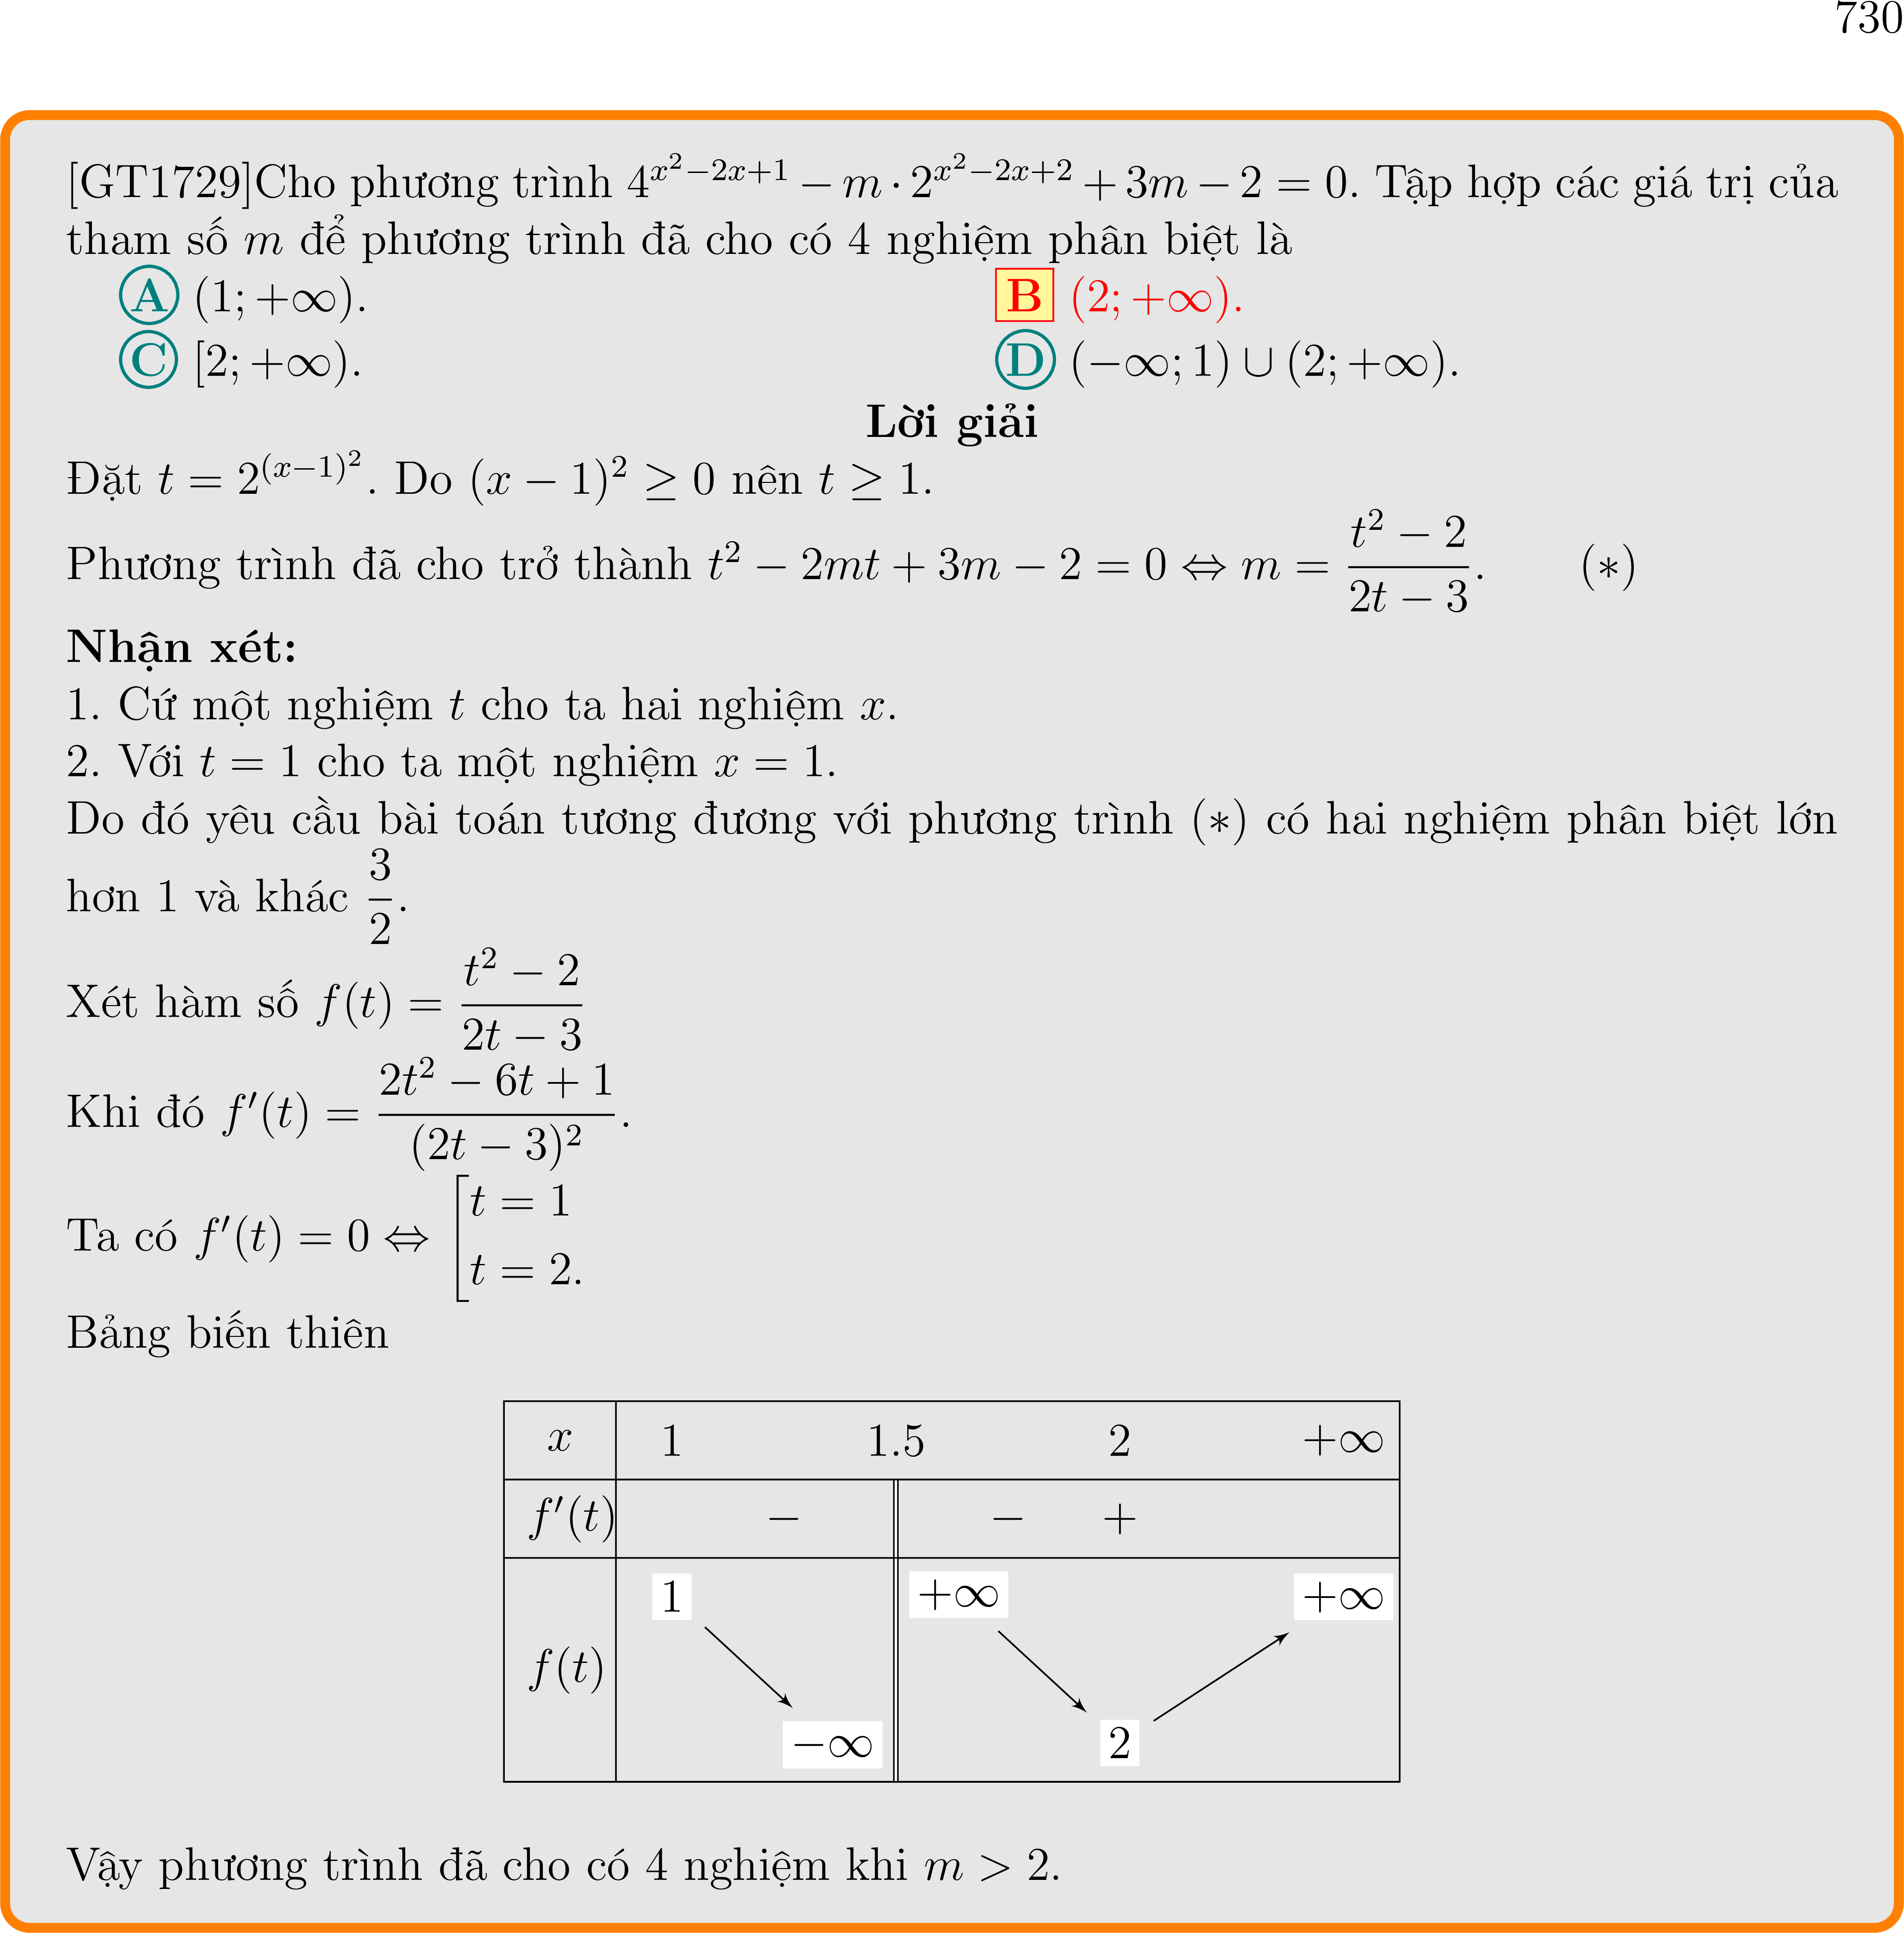 730
[GT1729]Cho phương trình $4^{x^2-2x+1} - m \cdot 2^{x^2-2x+2} + 3m - 2 = 0$. Tập hợp các giá trị của
tham số $m$ để phương trình đã cho có 4 nghiệm phân biệt là
A $(1; +\infty)$. B $(2; +\infty)$.
C $[2; +\infty)$. D $(-\infty; 1) \cup (2; +\infty)$.
Lời giải
Đặt $t = 2^{(x-1)^2}$. Do $(x-1)^2 \geq 0$ nên $t \geq 1$.
Phương trình đã cho trở thành $t^2 - 2mt + 3m - 2 = 0 \Leftrightarrow m = \dfrac{t^2-2}{2t-3}$. $(*)$
Nhận xét:
1. Cứ một nghiệm $t$ cho ta hai nghiệm $x$.
2. Với $t = 1$ cho ta một nghiệm $x = 1$.
Do đó yêu cầu bài toán tương đương với phương trình $(*)$ có hai nghiệm phân biệt lớn
hơn 1 và khác $\dfrac{3}{2}$.
Xét hàm số $f(t) = \dfrac{t^2-2}{2t-3}$
Khi đó $f'(t) = \dfrac{2t^2-6t+1}{(2t-3)^2}$.
Ta có $f'(t) = 0 \Leftrightarrow \left[\begin{array}{l} t = 1 \\ t = 2. \end{array}\right.$
Bảng biến thiên
$x$ 1 1.5 2 $+\infty$
$f'(t)$ $-$ $-$ $+$
1 $+\infty$ $+\infty$
$f(t)$
$-\infty$ 2
Vậy phương trình đã cho có 4 nghiệm khi $m > 2$.